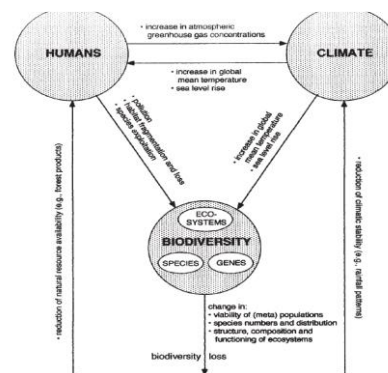 • increase in atmospheric
greenhouse gas concentrations
HUMANS
CLIMATE
• increase in global
mean temperature
• sea level rise
• pollution
• habitat fragmentation and loss
• species exploitation
• increase in global
mean temperature
• sea level rise
• reduction of natural resource availability (e.g., forest products)
• reduction of climatic stability
(e.g., rainfall patterns)
ECO-
SYSTEMS
BIODIVERSITY
SPECIES
GENES
change in:
• viability of (meta) populations
• species numbers and distribution
• structure, composition and
functioning of ecosystems
biodiversity loss